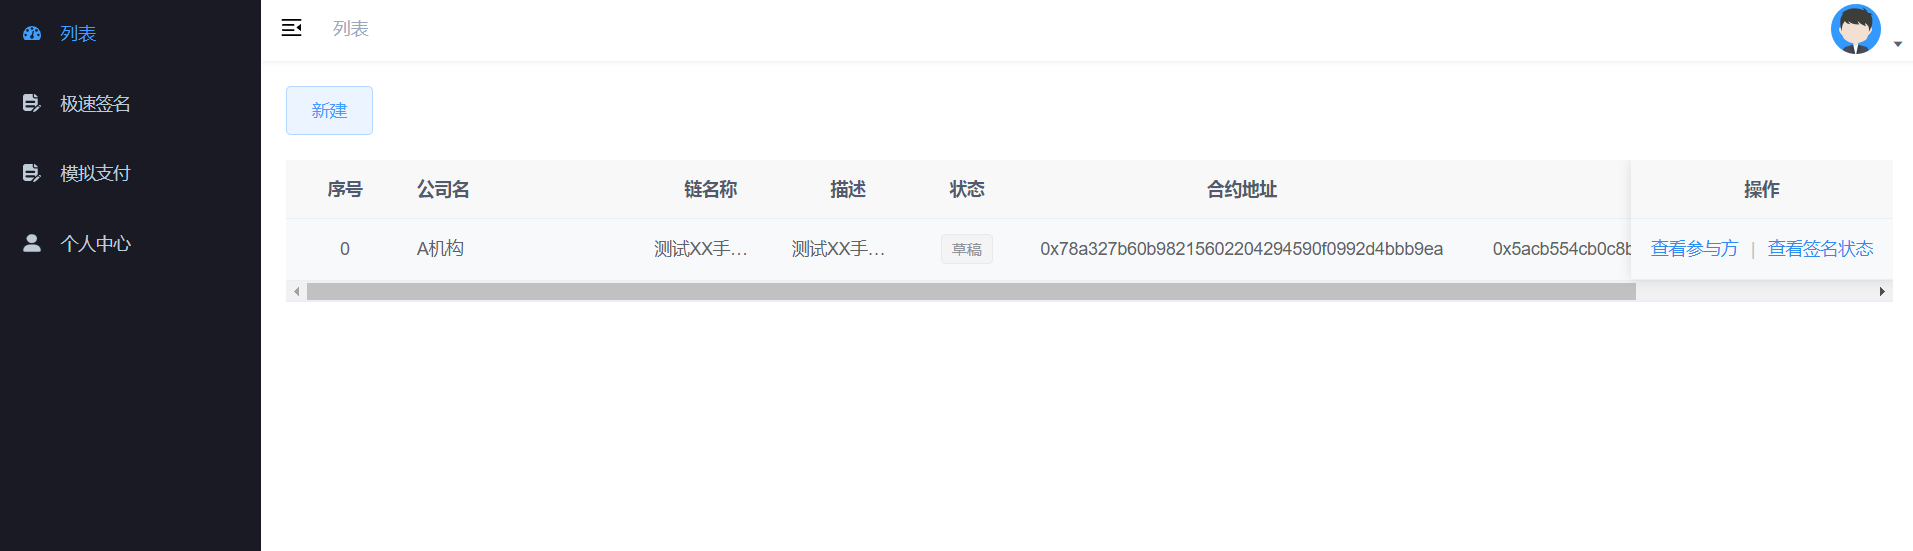 列表
极速签名
模拟支付
个人中心
列表
新建
序号 公司名 链名称 描述 状态 合约地址 操作
0 A机构 测试XX手... 测试XX手... 草稿 0x78a327b60b98215602204294590f0992d4bbb9ea 0x5acb554cb0c8b 查看参与方 | 查看签名状态